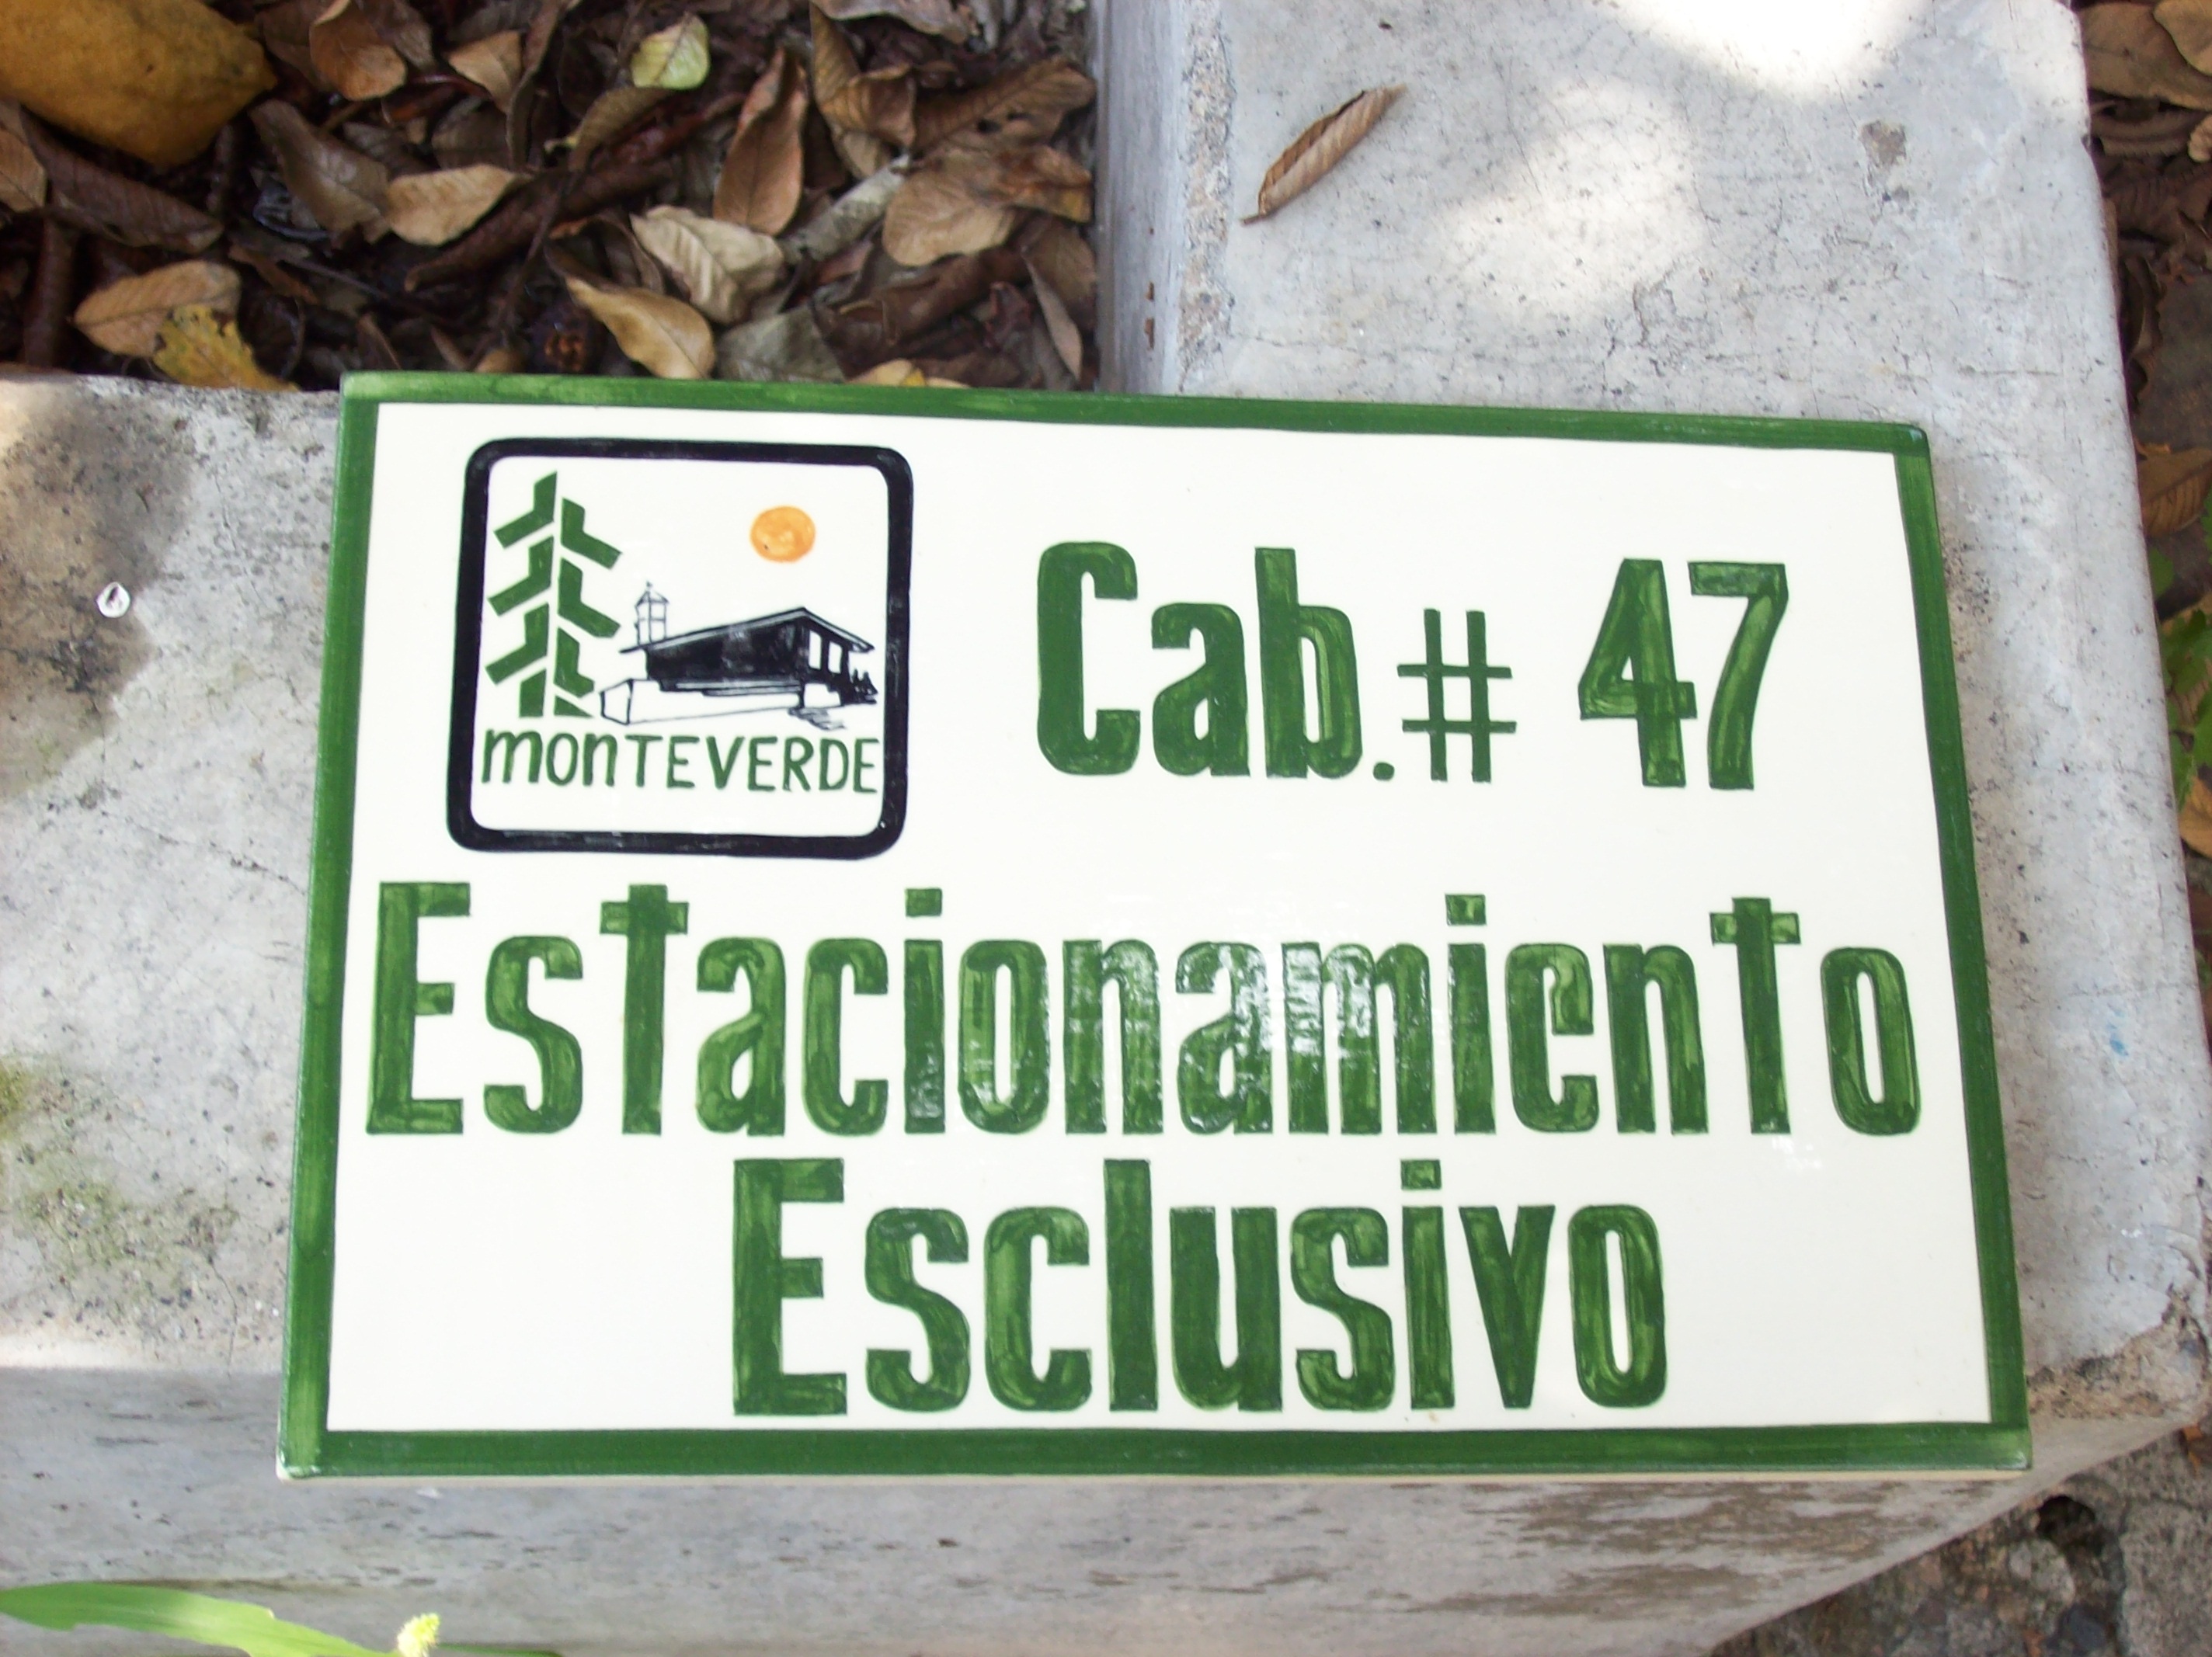 monTEVERDE
Cab. # 47
Estacionamiento
Esclusivo